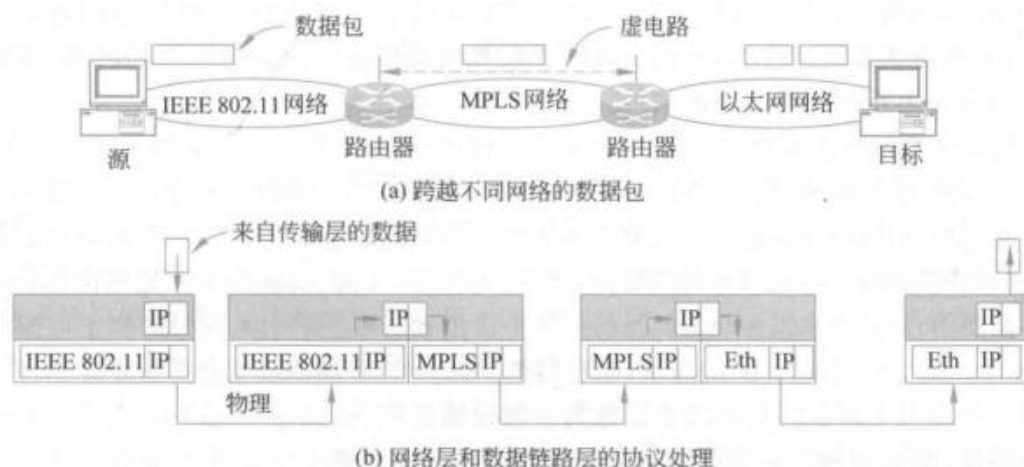 数据包
虚电路
IEEE 802.11网络
MPLS网络
以太网网络
源
路由器
路由器
目标
(a) 跨越不同网络的数据包
来自传输层的数据
IP
IP
IP
IP
IEEE 802.11 IP
IEEE 802.11 IP
MPLS IP
MPLS IP
Eth IP
Eth IP
物理
(b) 网络层和数据链路层的协议处理